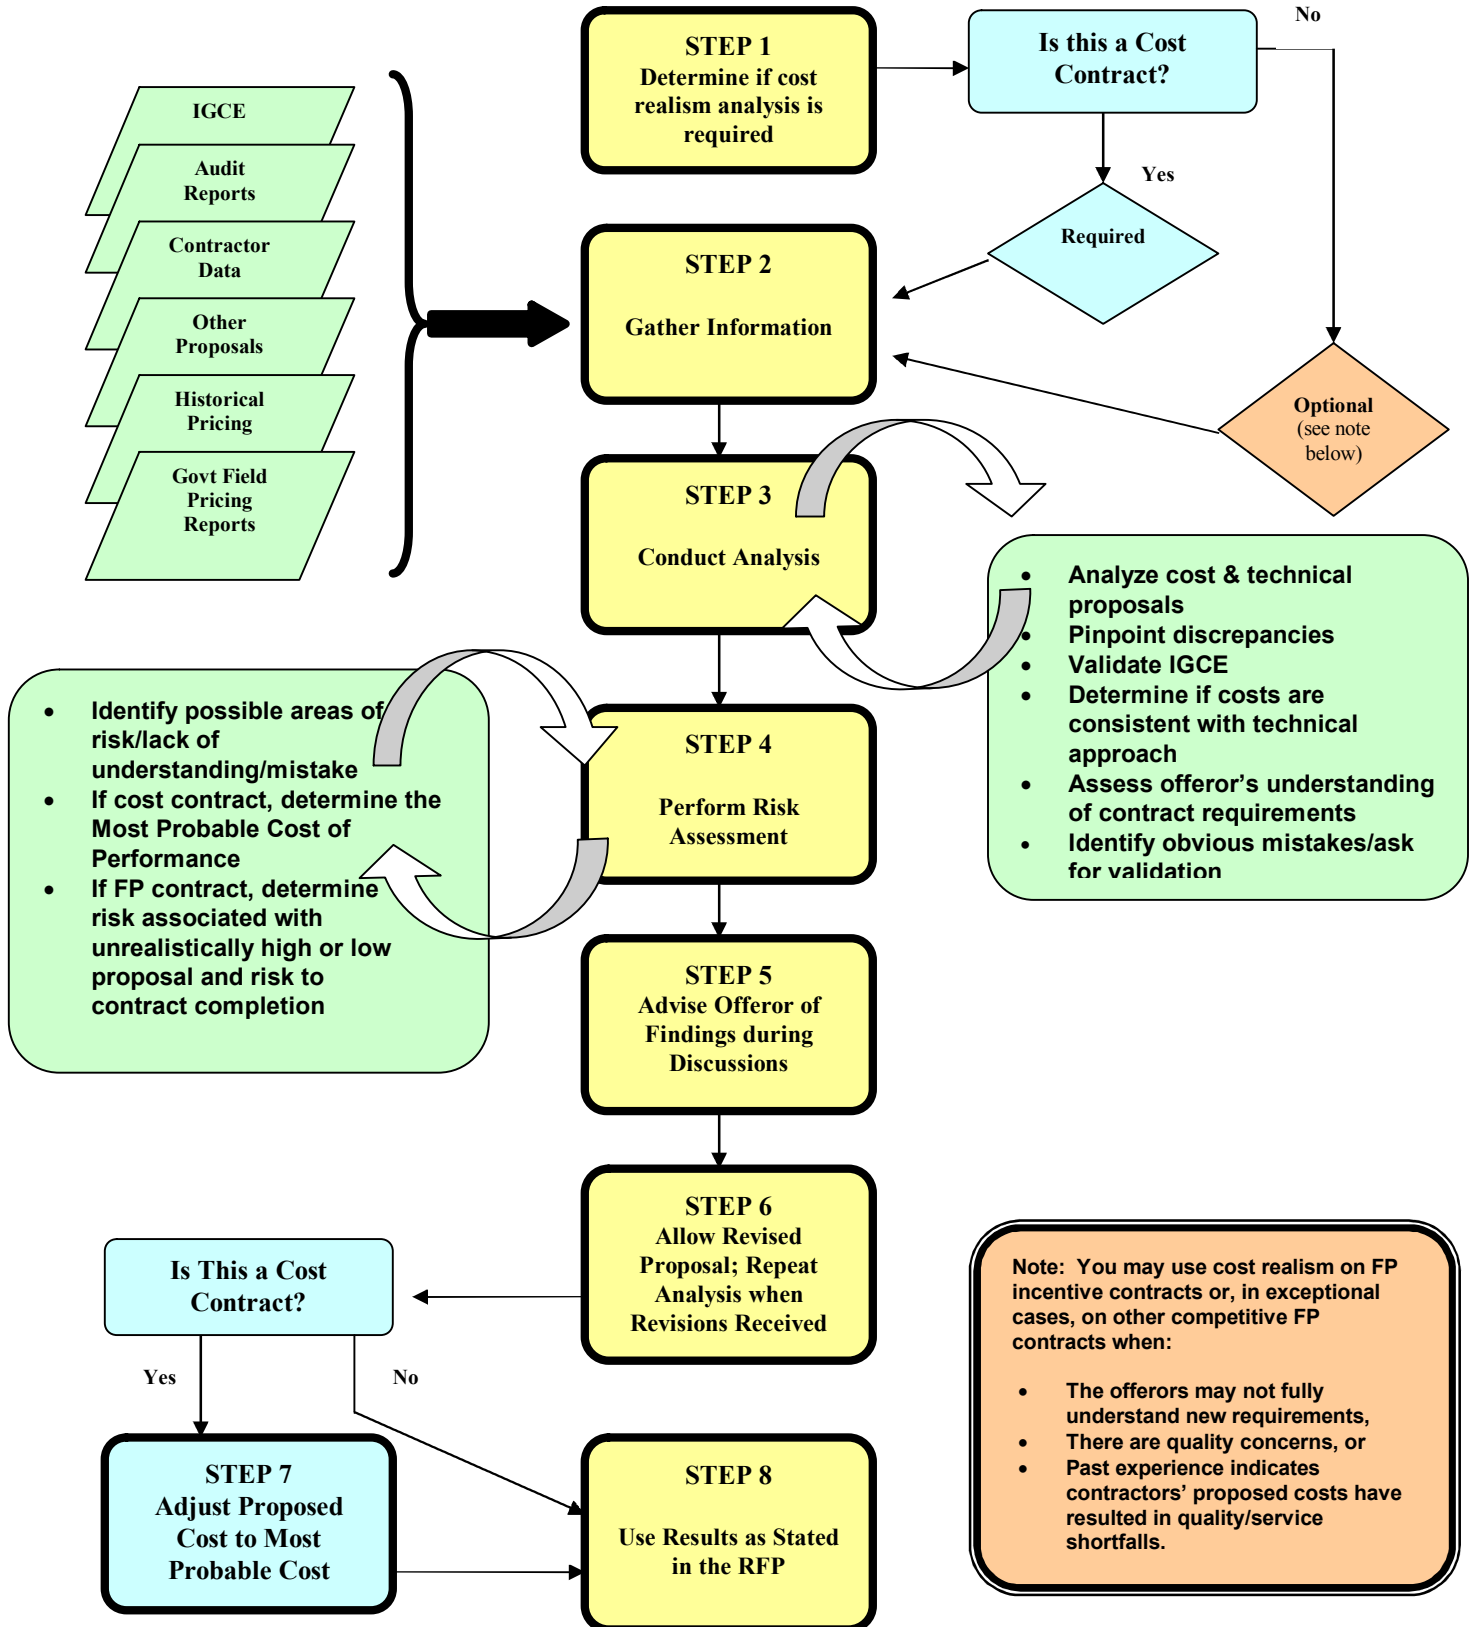 STEP 1
Determine if cost
realism analysis is
required
Is this a Cost
Contract?
No
Yes
Required
Optional
(see note
below)
IGCE
Audit
Reports
Contractor
Data
Other
Proposals
Historical
Pricing
Govt Field
Pricing
Reports
STEP 2
Gather Information
STEP 3
Conduct Analysis
• Analyze cost & technical
proposals
• Pinpoint discrepancies
• Validate IGCE
• Determine if costs are
consistent with technical
approach
• Assess offeror’s understanding
of contract requirements
• Identify obvious mistakes/ask
for validation
• Identify possible areas of
risk/lack of
understanding/mistake
• If cost contract, determine the
Most Probable Cost of
Performance
• If FP contract, determine
risk associated with
unrealistically high or low
proposal and risk to
contract completion
STEP 4
Perform Risk
Assessment
STEP 5
Advise Offeror of
Findings during
Discussions
STEP 6
Allow Revised
Proposal; Repeat
Analysis when
Revisions Received
Is This a Cost
Contract?
Yes
No
STEP 7
Adjust Proposed
Cost to Most
Probable Cost
STEP 8
Use Results as Stated
in the RFP
Note: You may use cost realism on FP
incentive contracts or, in exceptional
cases, on other competitive FP
contracts when:
• The offerors may not fully
understand new requirements,
• There are quality concerns, or
• Past experience indicates
contractors’ proposed costs have
resulted in quality/service
shortfalls.